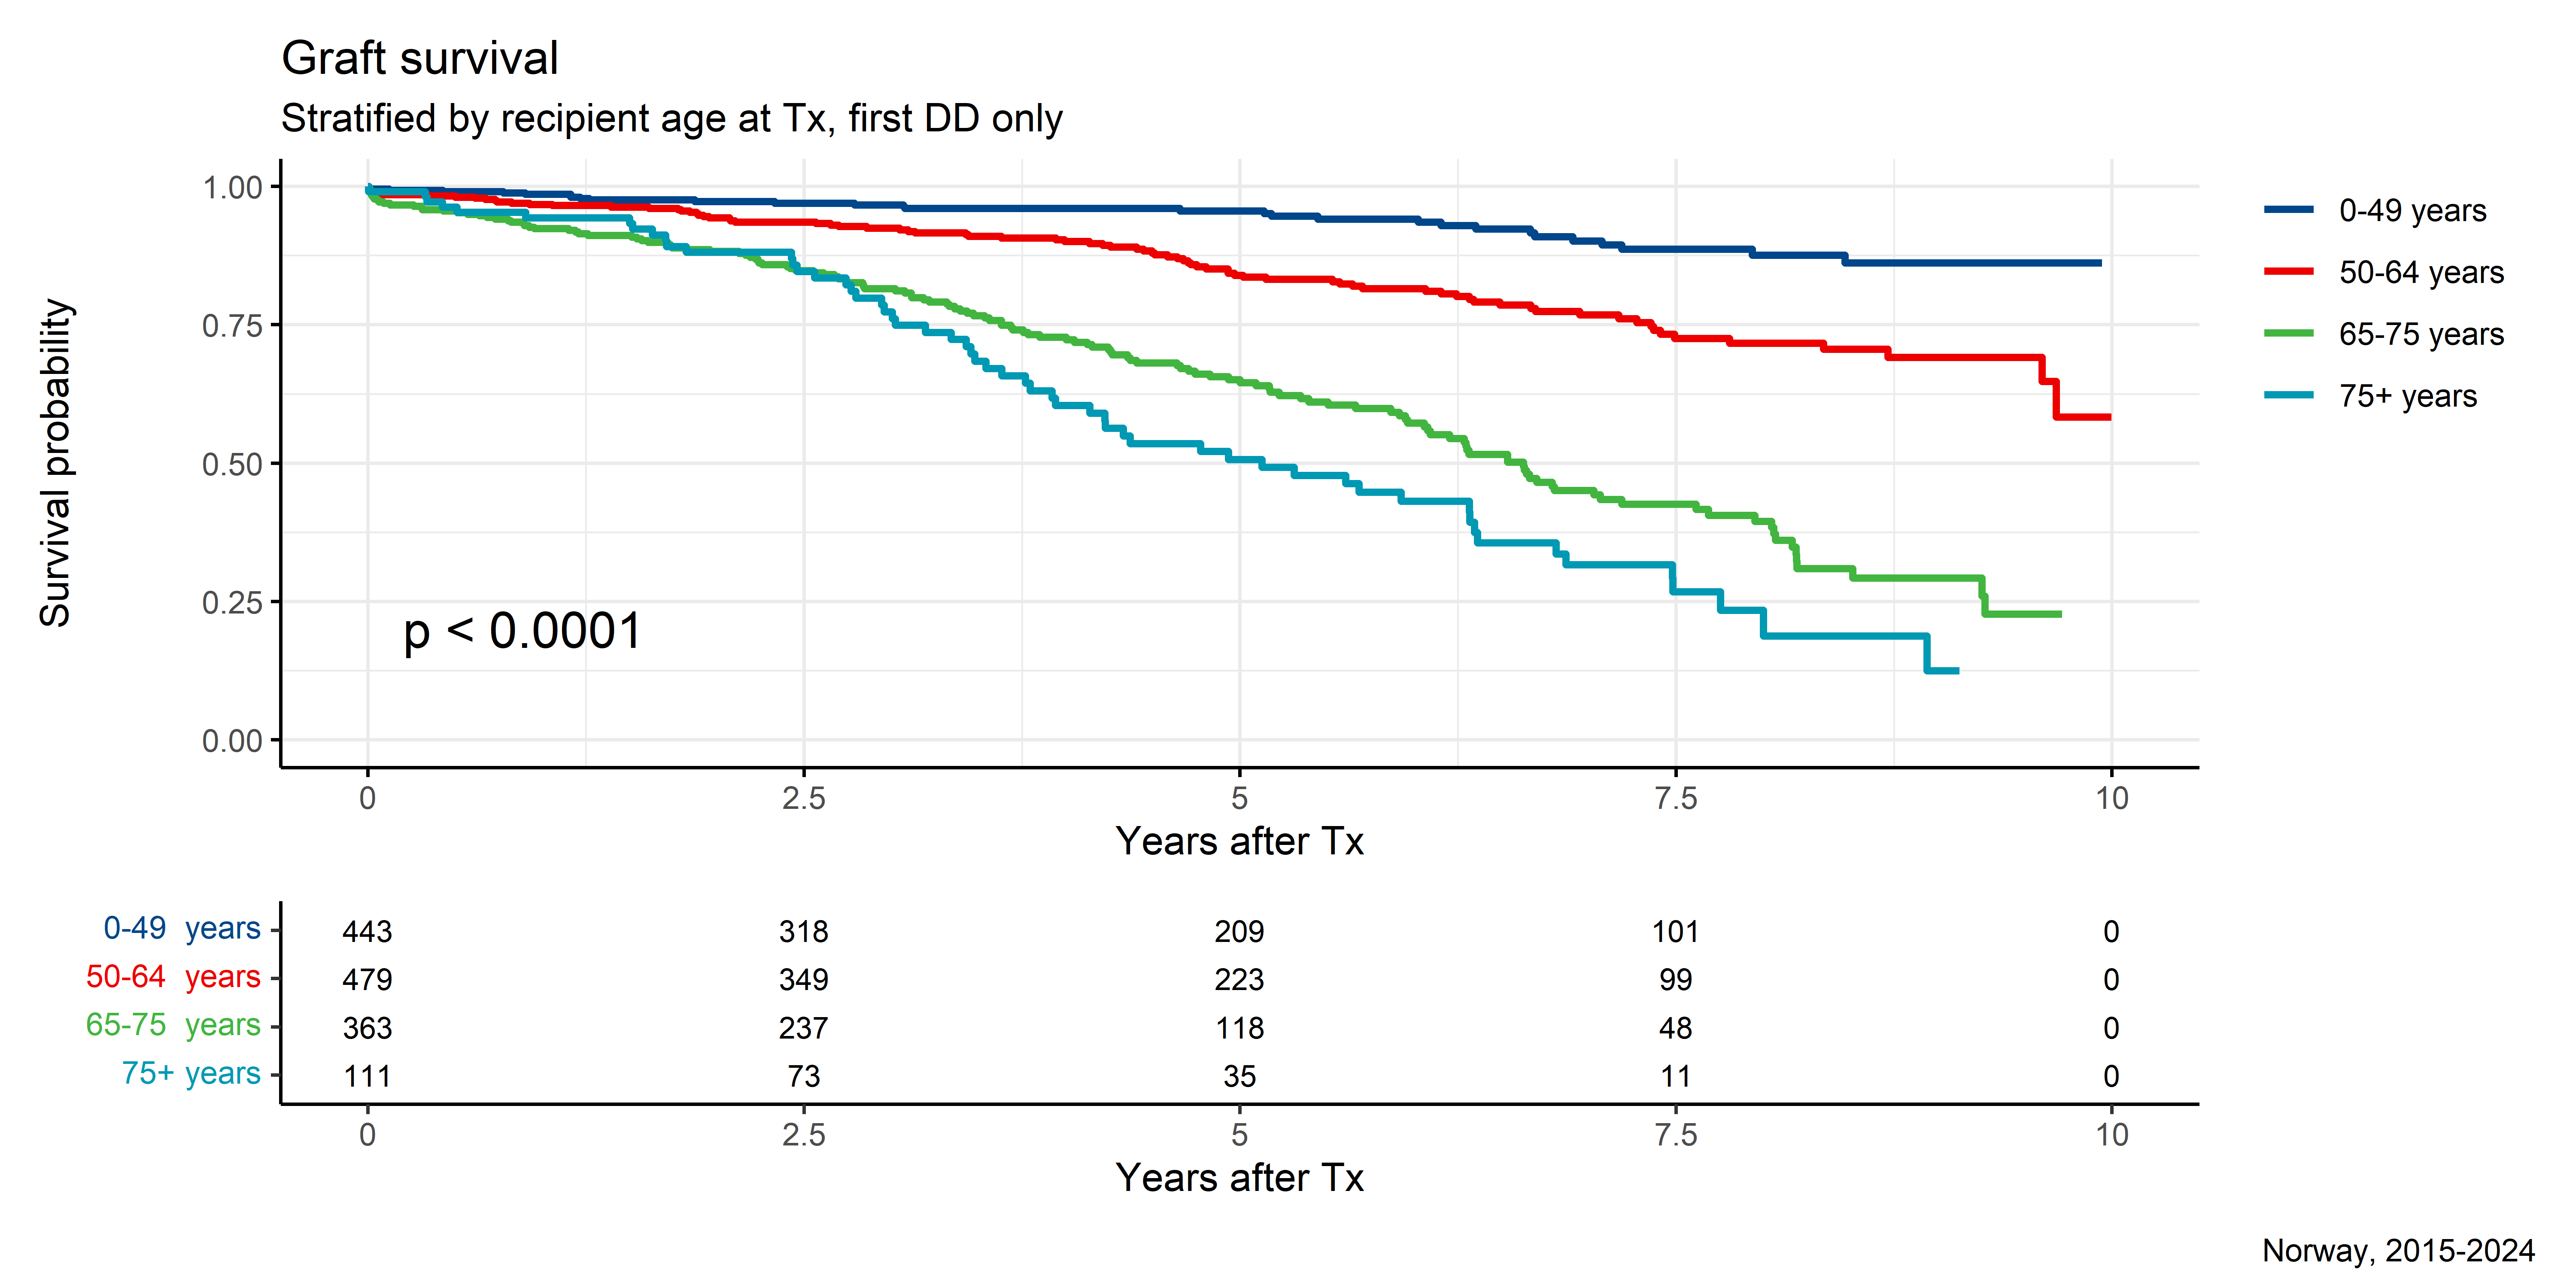 Graft survival
Stratified by recipient age at Tx, first DD only
Survival probability
1.00
0.75
0.50
0.25
0.00
p < 0.0001
0 2.5 5 7.5 10
Years after Tx
0-49 years
50-64 years
65-75 years
75+ years
0-49 years 443 318 209 101 0
50-64 years 479 349 223 99 0
65-75 years 363 237 118 48 0
75+ years 111 73 35 11 0
0 2.5 5 7.5 10
Years after Tx
Norway, 2015-2024